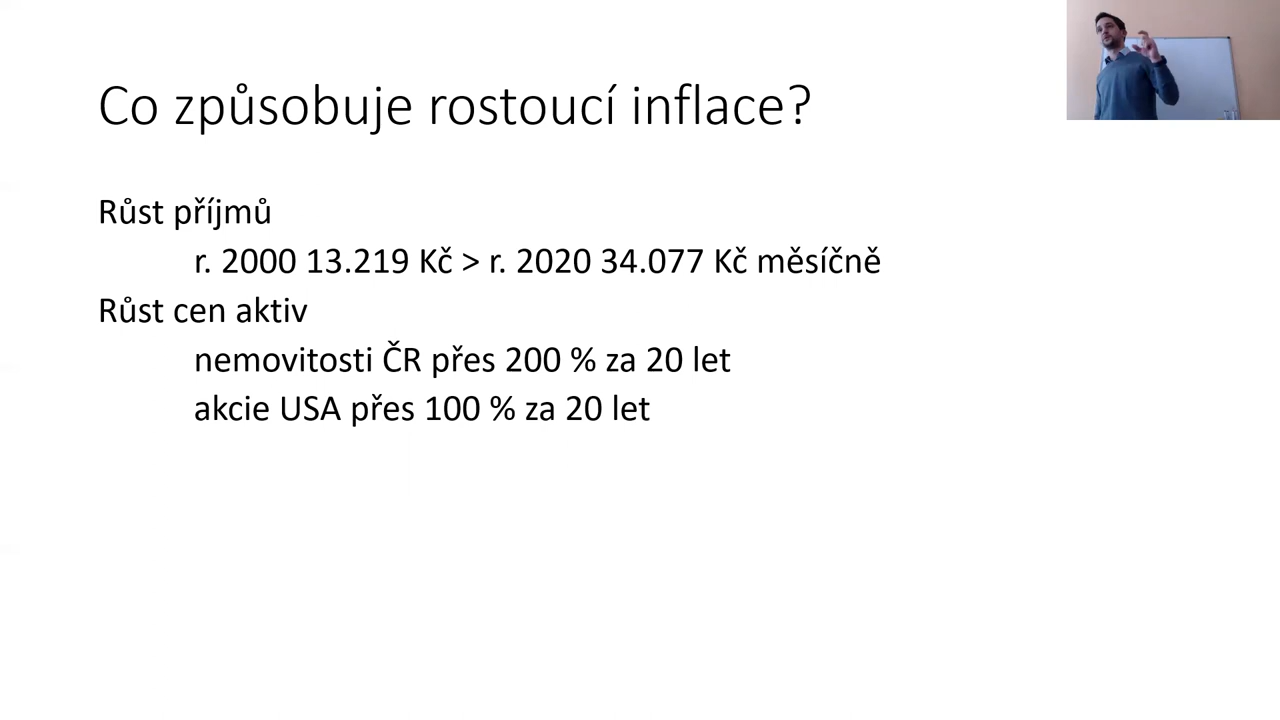 Co způsobuje rostoucí inflace?
Růst příjmů
r. 2000 13.219 Kč > r. 2020 34.077 Kč měsíčně
Růst cen aktiv
nemovitosti ČR přes 200 % za 20 let
akcie USA přes 100 % za 20 let